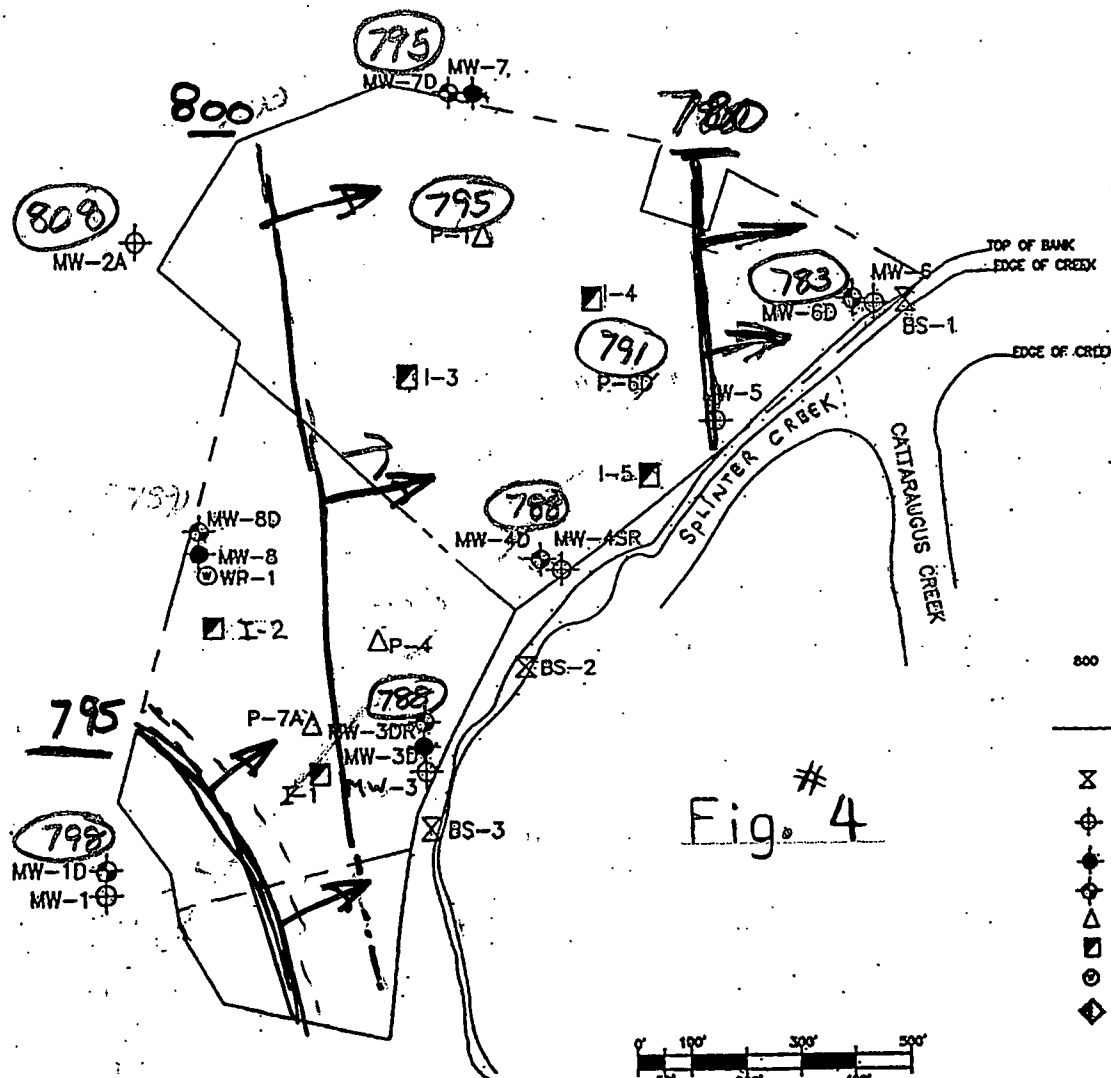 795
MW-7D MW-7
800
780
808
MW-2A
795
P-1
TOP OF BANK
EDGE OF CREEK
783
MW-6
MW-6D
BS-1
I-4
791
P-6D
EDGE OF CREEK
I-3
W-5
SPLINTER CREEK
CATTARAUGUS CREEK
I-5
789
788
MW-8D
MW-4D MW-4SR
MW-8
WP-1
I-2
P-4
BS-2
800
795
788
P-7A
MW-3DR
MW-3D
I-1
MW-3
Fig. # 4
BS-3
798
MW-1D
MW-1
0' 100' 300' 500'